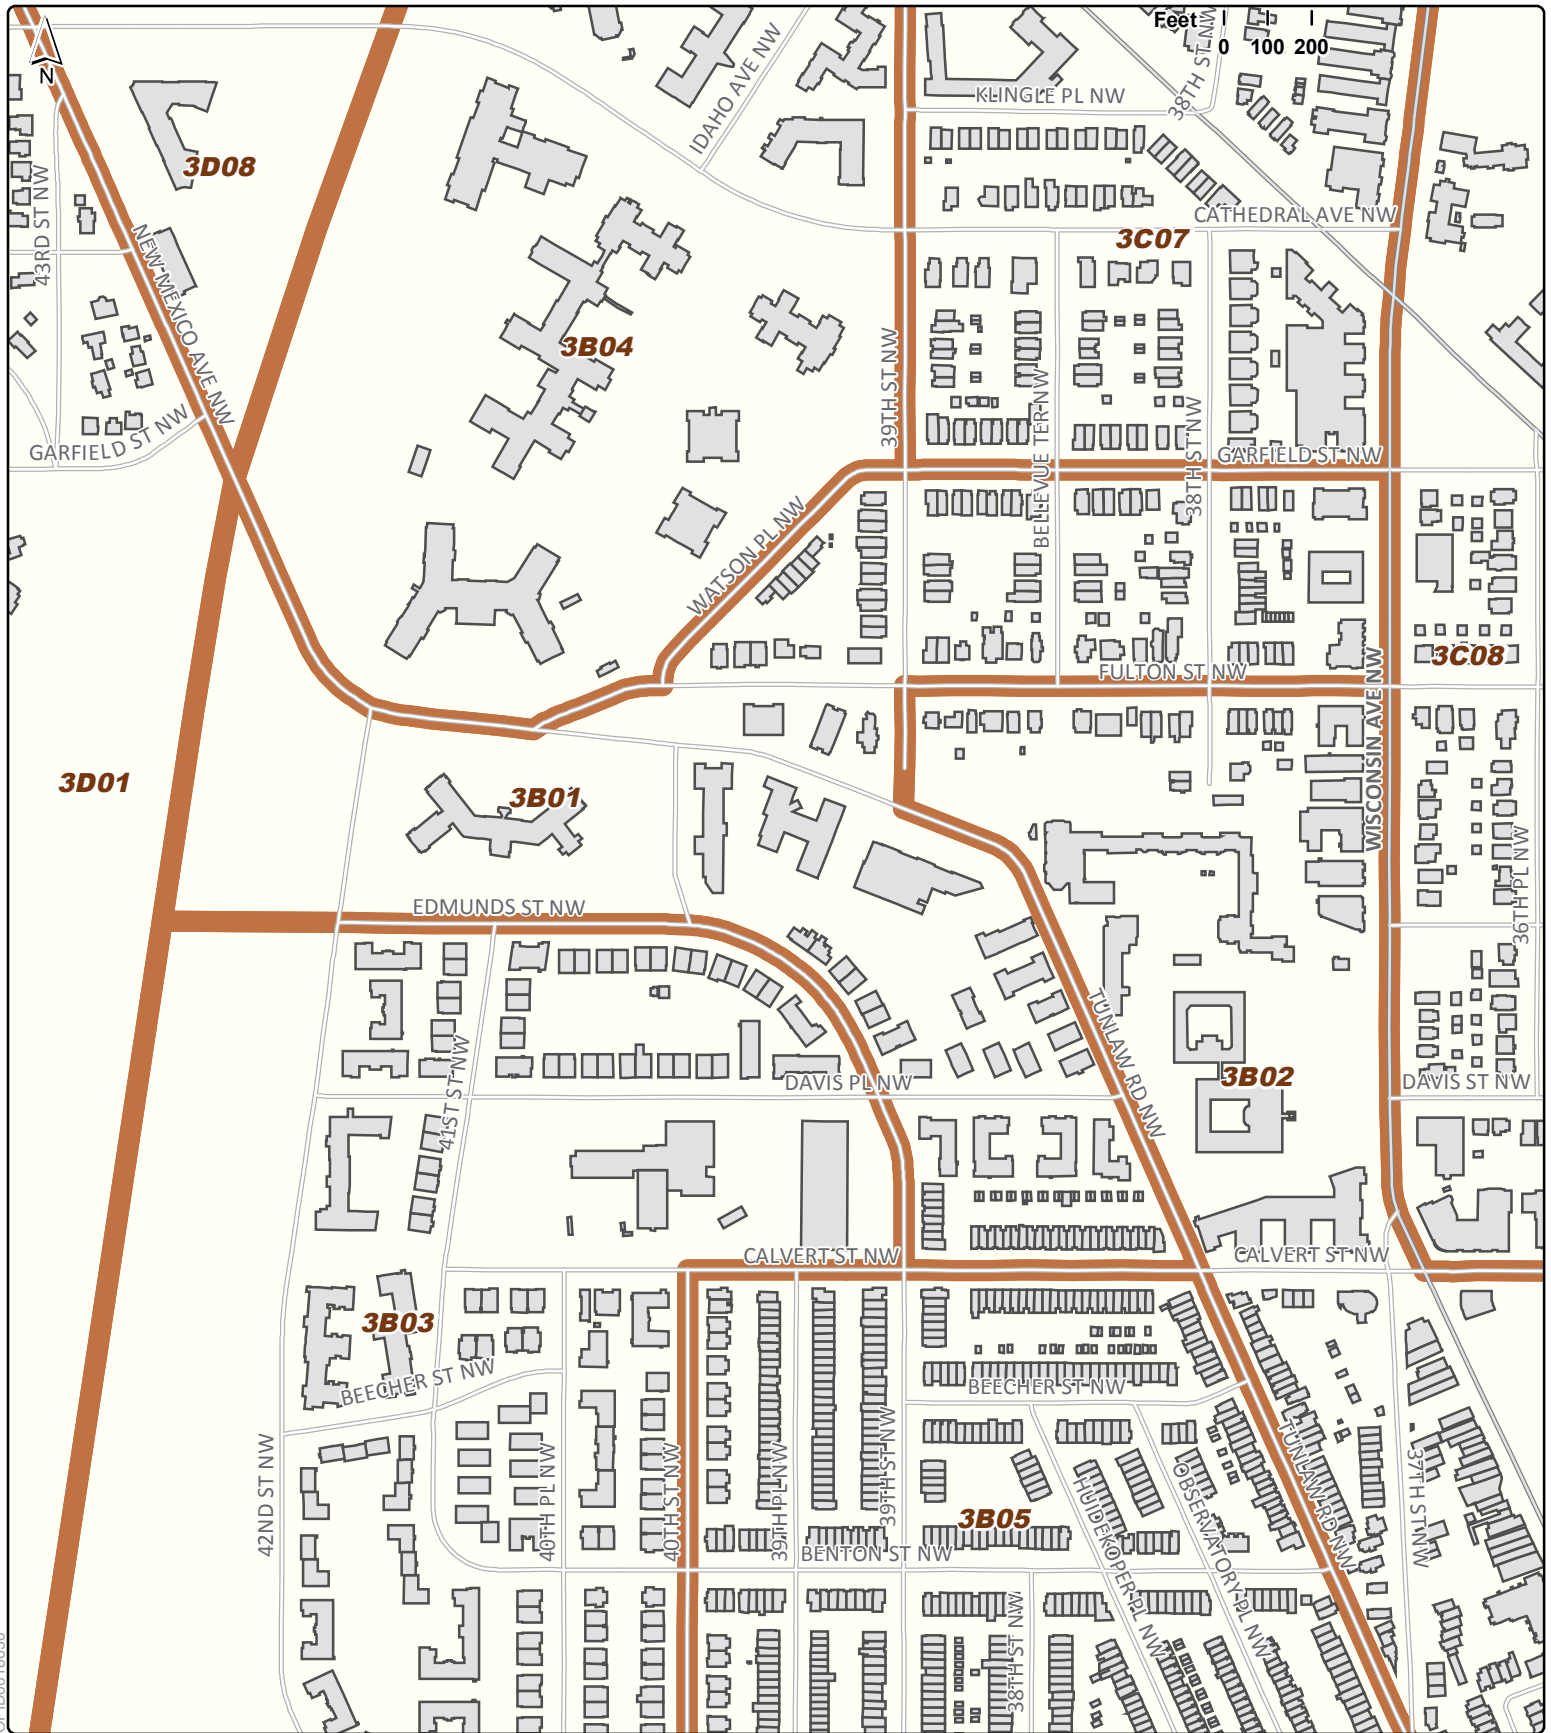 Feet
0 100 200
N
IDAHO AVE NW
KLINGLE PL NW
38TH ST NW
3D08
43RD ST NW
NEW MEXICO AVE NW
CATHEDRAL AVE NW
3C07
3B04
39TH ST NW
BELLEVUE TER NW
38TH ST NW
GARFIELD ST NW
GARFIELD ST NW
WATSON PL NW
FULTON ST NW
3C08
WISCONSIN AVE NW
3D01
3B01
36TH PL NW
EDMUNDS ST NW
TUNLAW RD NW
41ST ST NW
DAVIS PL NW
3B02
DAVIS ST NW
CALVERT ST NW
CALVERT ST NW
3B03
BEECHER ST NW
BEECHER ST NW
42ND ST NW
40TH PL NW
40TH ST NW
39TH PL NW
39TH ST NW
3B05
HUIDEKOPER PL NW
OBSERVATORY PL NW
TUNLAW RD NW
37TH ST NW
BENTON ST NW
38TH ST NW